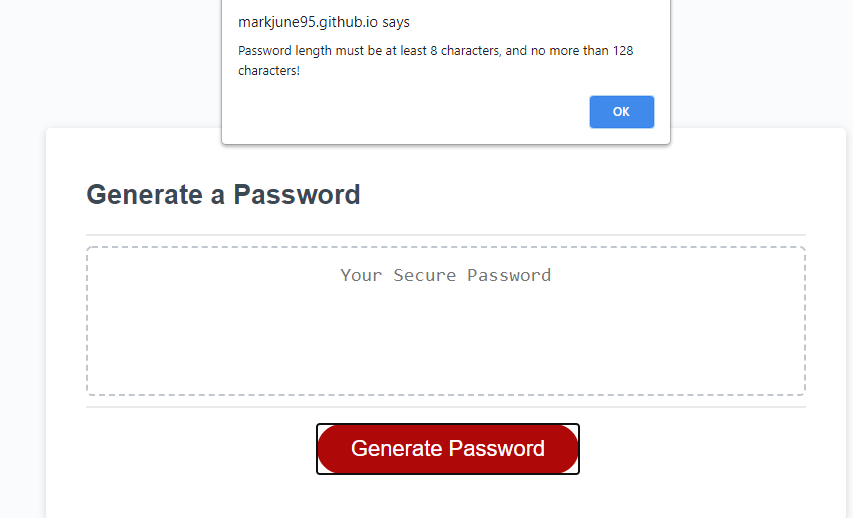 markjune95.github.io says
Password length must be at least 8 characters, and no more than 128
characters!
OK
Generate a Password
Your Secure Password
Generate Password